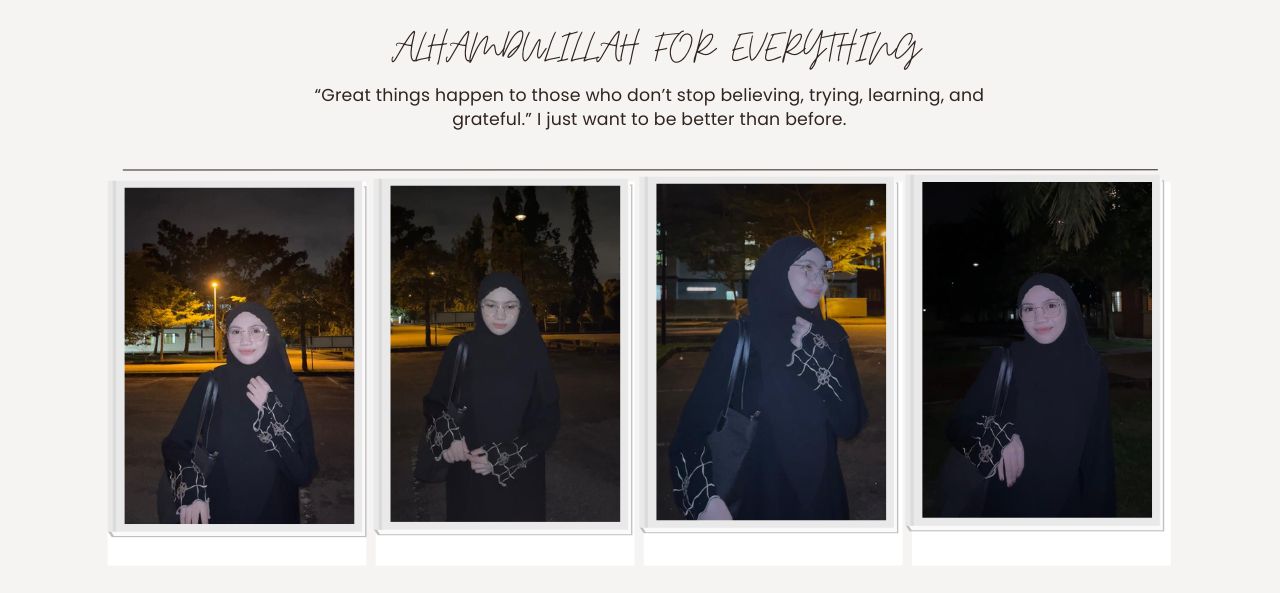 ALHAMDULILLAH FOR EVERYTHING
“Great things happen to those who don’t stop believing, trying, learning, and
grateful.” I just want to be better than before.